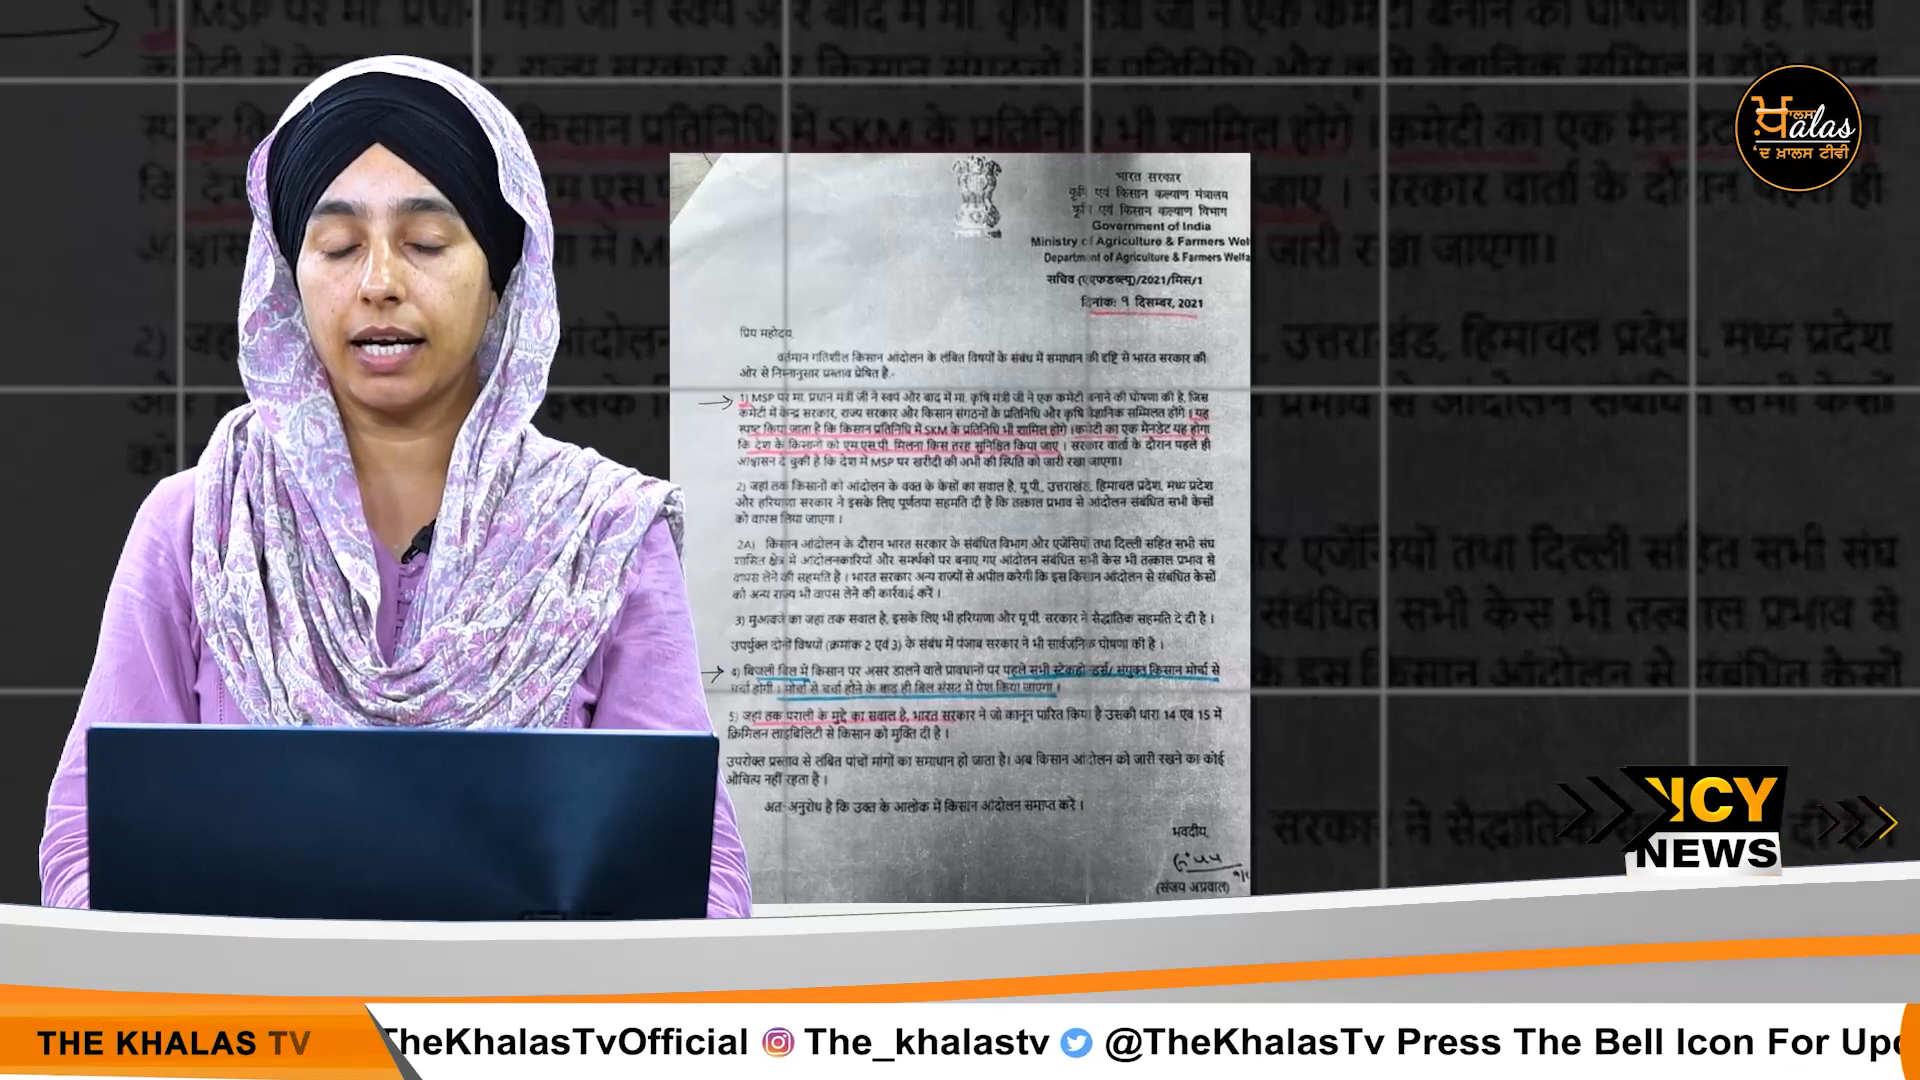 ਖ਼ਾਲਸ
alas
'ਦ ਖ਼ਾਲਸ ਟੀਵੀ
भारत सरकार
कृषि एवं किसान कल्याण मंत्रालय
कृषि एवं किसान कल्याण विभाग
Government of India
Ministry of Agriculture & Farmers Wel
Department of Agriculture & Farmers Welfa
सचिव (एएफडब्ल्यू)/2021/मिस/1
दिनांक: 9 दिसम्बर, 2021
प्रिय महोदय,
वर्तमान गतिशील किसान आंदोलन के लंबित विषयों के संबंध में समाधान की दृष्टि से भारत सरकार की
ओर से निम्नानुसार प्रस्ताव प्रेषित है:-
1) MSP पर मा. प्रधान मंत्री जी ने स्वयं और बाद में मा. कृषि मंत्री जी ने एक कमेटी बनाने की घोषणा की है, जिस
कमेटी में केन्द्र सरकार, राज्य सरकार और किसान संगठनों के प्रतिनिधि और कृषि वैज्ञानिक सम्मिलित होंगे । यह
स्पष्ट किया जाता है कि किसान प्रतिनिधि में SKM के प्रतिनिधि भी शामिल होंगे । कमेटी का एक मैनडेट यह होगा
कि देश के किसानों को एम.एस.पी. मिलना किस तरह सुनिश्चित किया जाए । सरकार वार्ता के दौरान पहले ही
आश्वासन दे चुकी है कि देश में MSP पर खरीदी की अभी की स्थिति को जारी रखा जाएगा।
2) जहां तक किसानों को आंदोलन के वक्त के केसों का सवाल है, यू.पी., उत्तराखंड, हिमाचल प्रदेश, मध्य प्रदेश
और हरियाणा सरकार ने इसके लिए पूर्णतया सहमति दी है कि तत्काल प्रभाव से आंदोलन संबंधित सभी केसों
को वापस लिया जाएगा ।
2A) किसान आंदोलन के दौरान भारत सरकार के संबंधित विभाग और एजेंसियों तथा दिल्ली सहित सभी संघ
शासित क्षेत्र में आंदोलनकारियों और समर्थकों पर बनाए गए आंदोलन संबंधित सभी केस भी तत्काल प्रभाव से
वापस लेने की सहमति है । भारत सरकार अन्य राज्यों से अपील करेगी कि इस किसान आंदोलन से संबंधित केसों
को अन्य राज्य भी वापस लेने की कार्रवाई करें ।
3) मुआवजे का जहां तक सवाल है, इसके लिए भी हरियाणा और यू.पी. सरकार ने सैद्धांतिक सहमति दे दी है ।
उपर्युक्त दोनों विषयों (क्रमांक 2 एवं 3) के संबंध में पंजाब सरकार ने भी सार्वजनिक घोषणा की है ।
4) बिजली बिल में किसान पर असर डालने वाले प्रावधानों पर पहले सभी स्टेकहोल्डर्स/ संयुक्त किसान मोर्चा से
चर्चा होगी । मोर्चा से चर्चा होने के बाद ही बिल संसद में पेश किया जाएगा ।
5) जहां तक पराली के मुद्दे का सवाल है, भारत सरकार ने जो कानून पारित किया है उसकी धारा 14 एवं 15 में
क्रिमिलन लाइबिलिटी से किसान को मुक्ति दी है ।
उपरोक्त प्रस्ताव से लंबित पांचों मांगों का समाधान हो जाता है। अब किसान आंदोलन को जारी रखने का कोई
औचित्य नहीं रहता है ।
अत: अनुरोध है कि उक्त के आलोक में किसान आंदोलन समाप्त करें ।
भवदीय,
(संजय अग्रवाल)
ICY
NEWS
THE KHALAS TV
TheKhalasTvOfficial The_khalastv @TheKhalasTv Press The Bell Icon For Upd